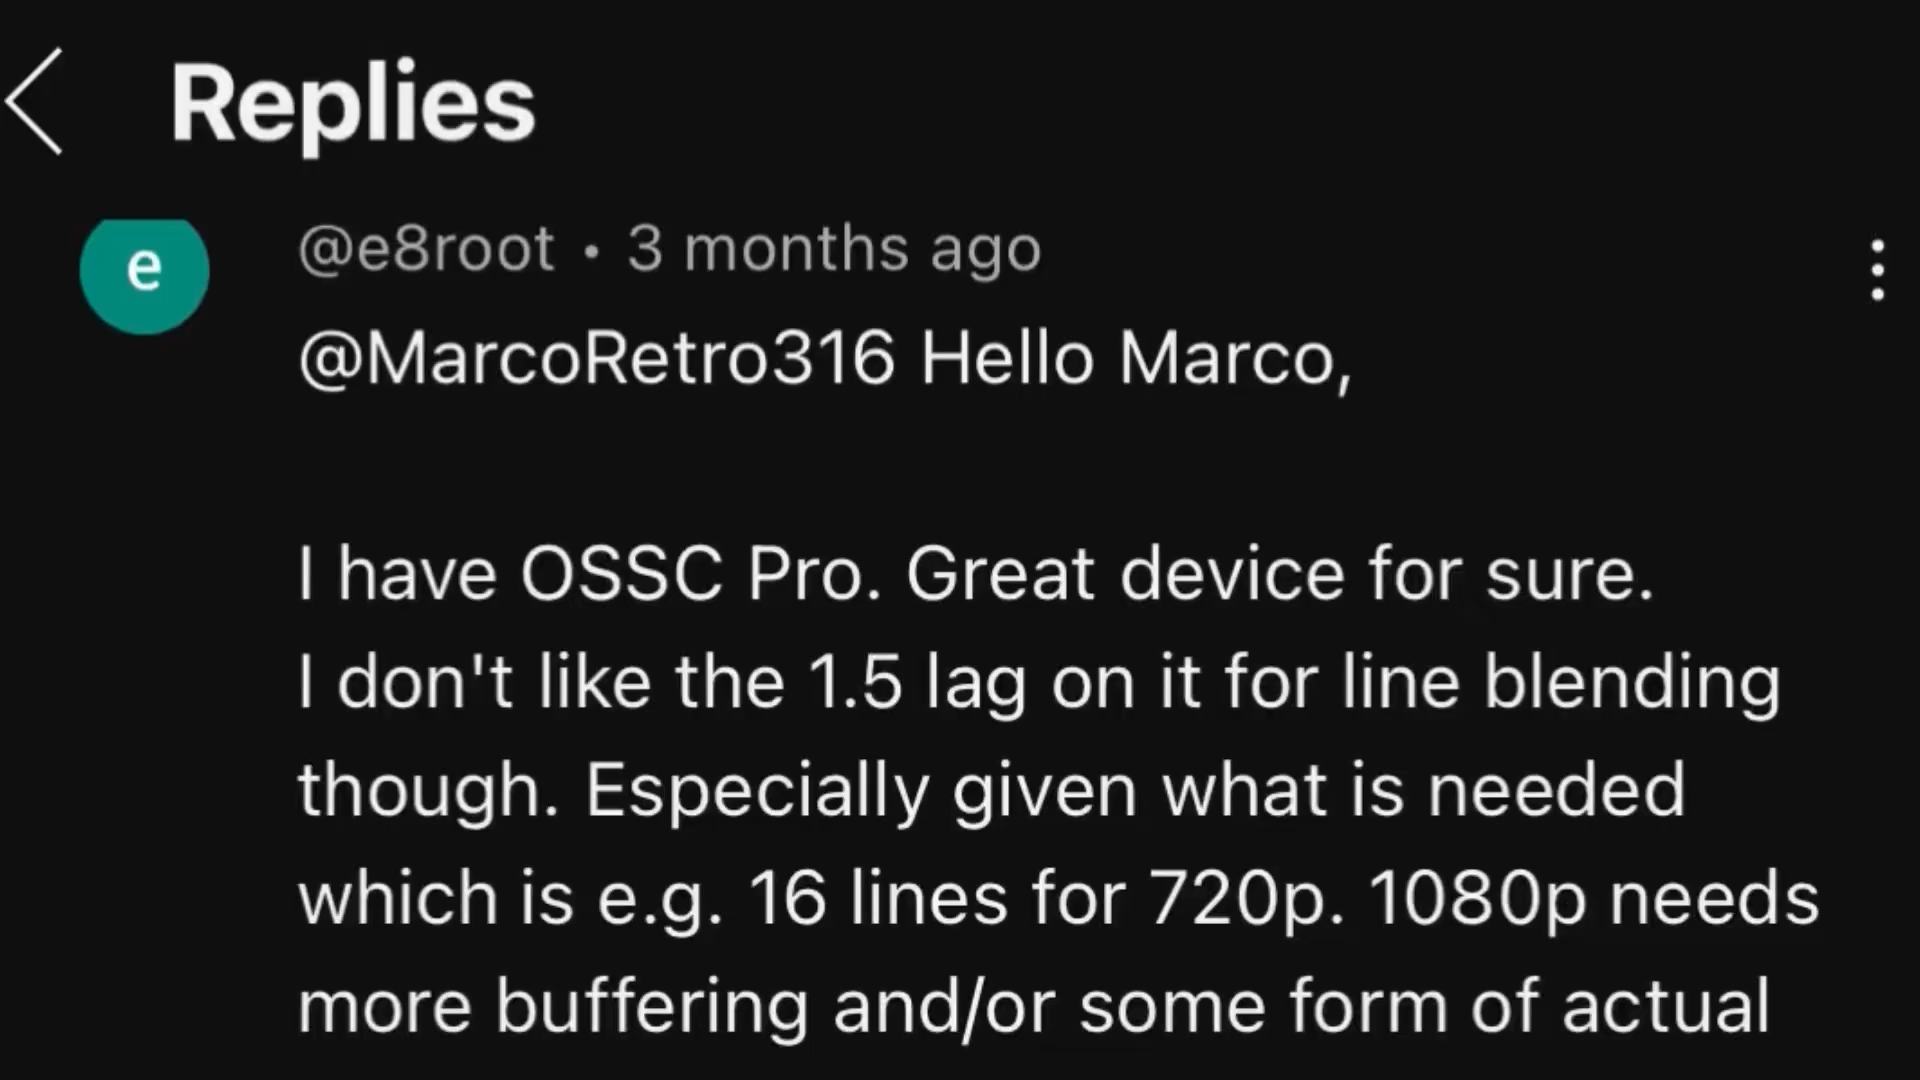 Replies
e
@e8root • 3 months ago
@MarcoRetro316 Hello Marco,
I have OSSC Pro. Great device for sure.
I don't like the 1.5 lag on it for line blending
though. Especially given what is needed
which is e.g. 16 lines for 720p. 1080p needs
more buffering and/or some form of actual